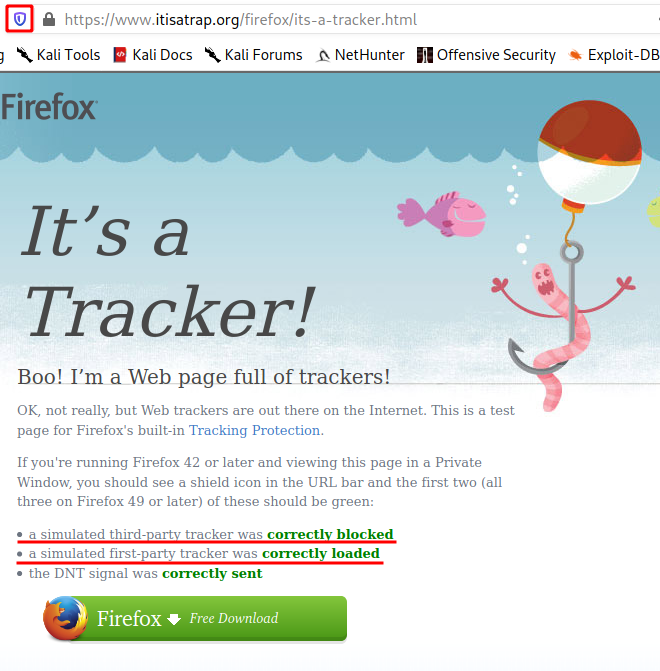 https://www.itisatrap.org/firefox/its-a-tracker.html
g Kali Tools Kali Docs Kali Forums NetHunter Offensive Security Exploit-DB
Firefox
It’s a
Tracker!
Boo! I’m a Web page full of trackers!
OK, not really, but Web trackers are out there on the Internet. This is a test
page for Firefox's built-in Tracking Protection.
If you're running Firefox 42 or later and viewing this page in a Private
Window, you should see a shield icon in the URL bar and the first two (all
three on Firefox 49 or later) of these should be green:
• a simulated third-party tracker was correctly blocked
• a simulated first-party tracker was correctly loaded
• the DNT signal was correctly sent
Firefox Free Download